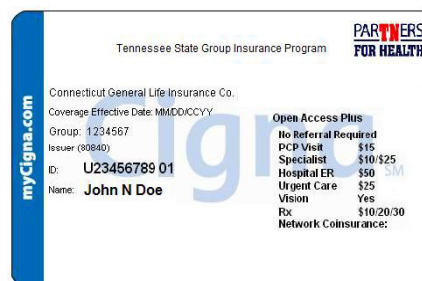 PARTNERS
FOR HEALTH
Tennessee State Group Insurance Program
myCigna.com
Cigna
SM
Connecticut General Life Insurance Co.
Coverage Effective Date: MM/DD/CCYY
Group: 1234567
Issuer (80840)
ID: U23456789 01
Name: John N Doe
Open Access Plus
No Referral Required
PCP Visit $15
Specialist $10/$25
Hospital ER $50
Urgent Care $25
Vision Yes
Rx $10/20/30
Network Coinsurance: